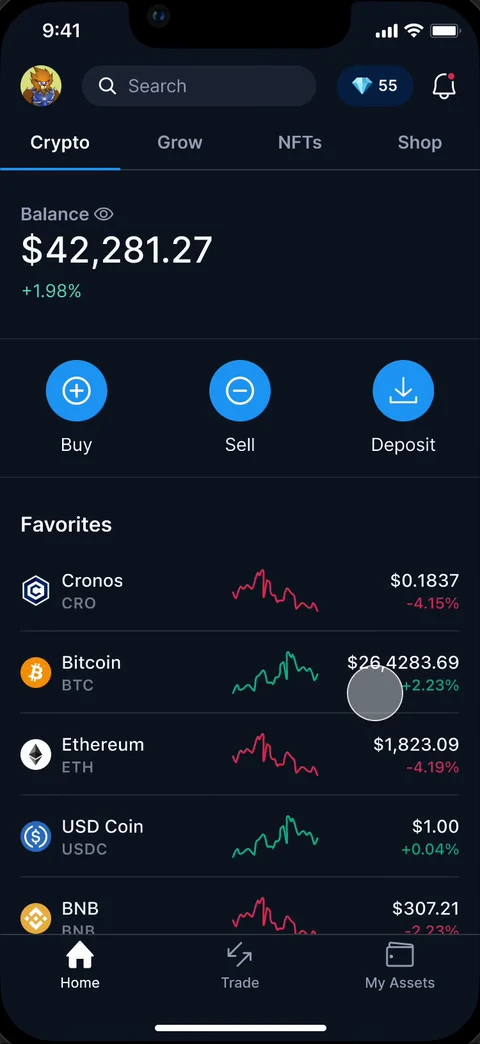 9:41
Search
55
Crypto Grow NFTs Shop
Balance
$42,281.27
+1.98%
Buy Sell Deposit
Favorites
Cronos $0.1837
CRO -4.15%
Bitcoin $26,4283.69
BTC +2.23%
Ethereum $1,823.09
ETH -4.19%
USD Coin $1.00
USDC +0.04%
BNB $307.21
BNB -2.23%
Home Trade My Assets